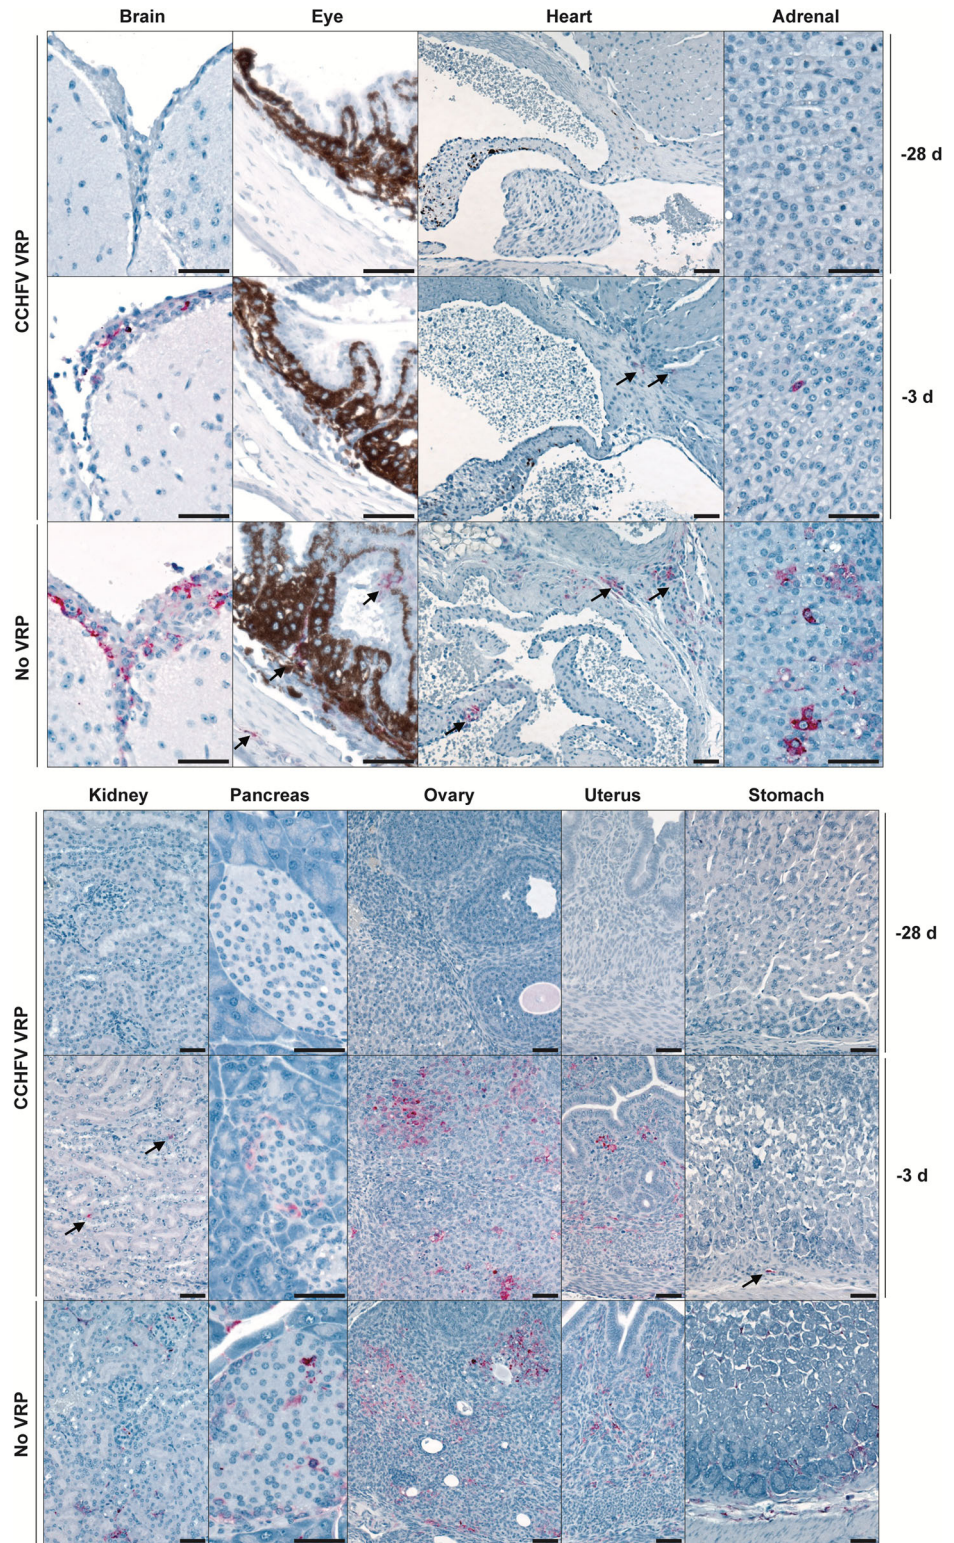 Brain Eye Heart Adrenal
CCHFV VRP
-28 d
-3 d
No VRP
Kidney Pancreas Ovary Uterus Stomach
CCHFV VRP
-28 d
-3 d
No VRP